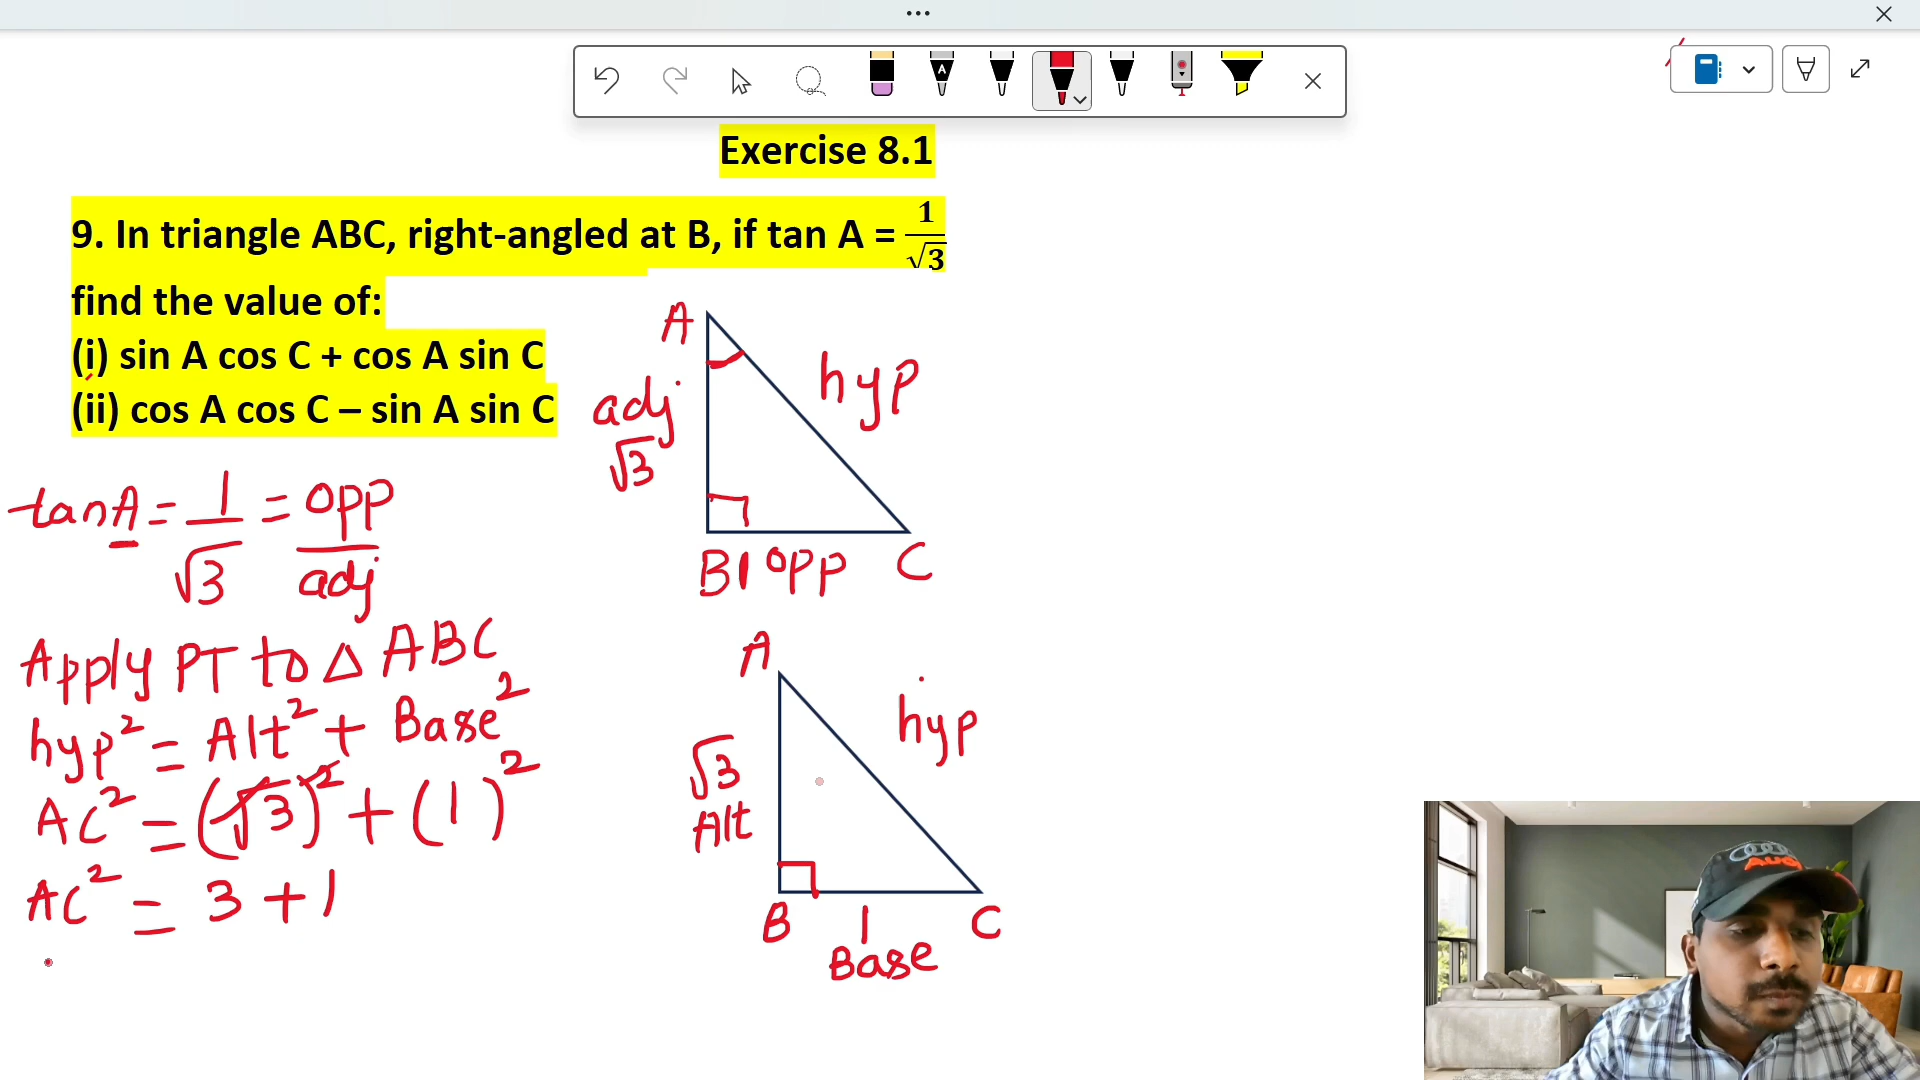 Exercise 8.1
9. In triangle ABC, right-angled at B, if tan A = 1/√3
find the value of:
(i) sin A cos C + cos A sin C
(ii) cos A cos C – sin A sin C
tanA = 1/√3 = opp/adj
Apply PT to △ ABC
hyp² = Alt² + Base²
AC² = (√3)² + (1)²
AC² = 3 + 1
A
adj
√3
hyp
B 1 opp C
A
√3
Alt
hyp
B 1 C
Base
AUDI